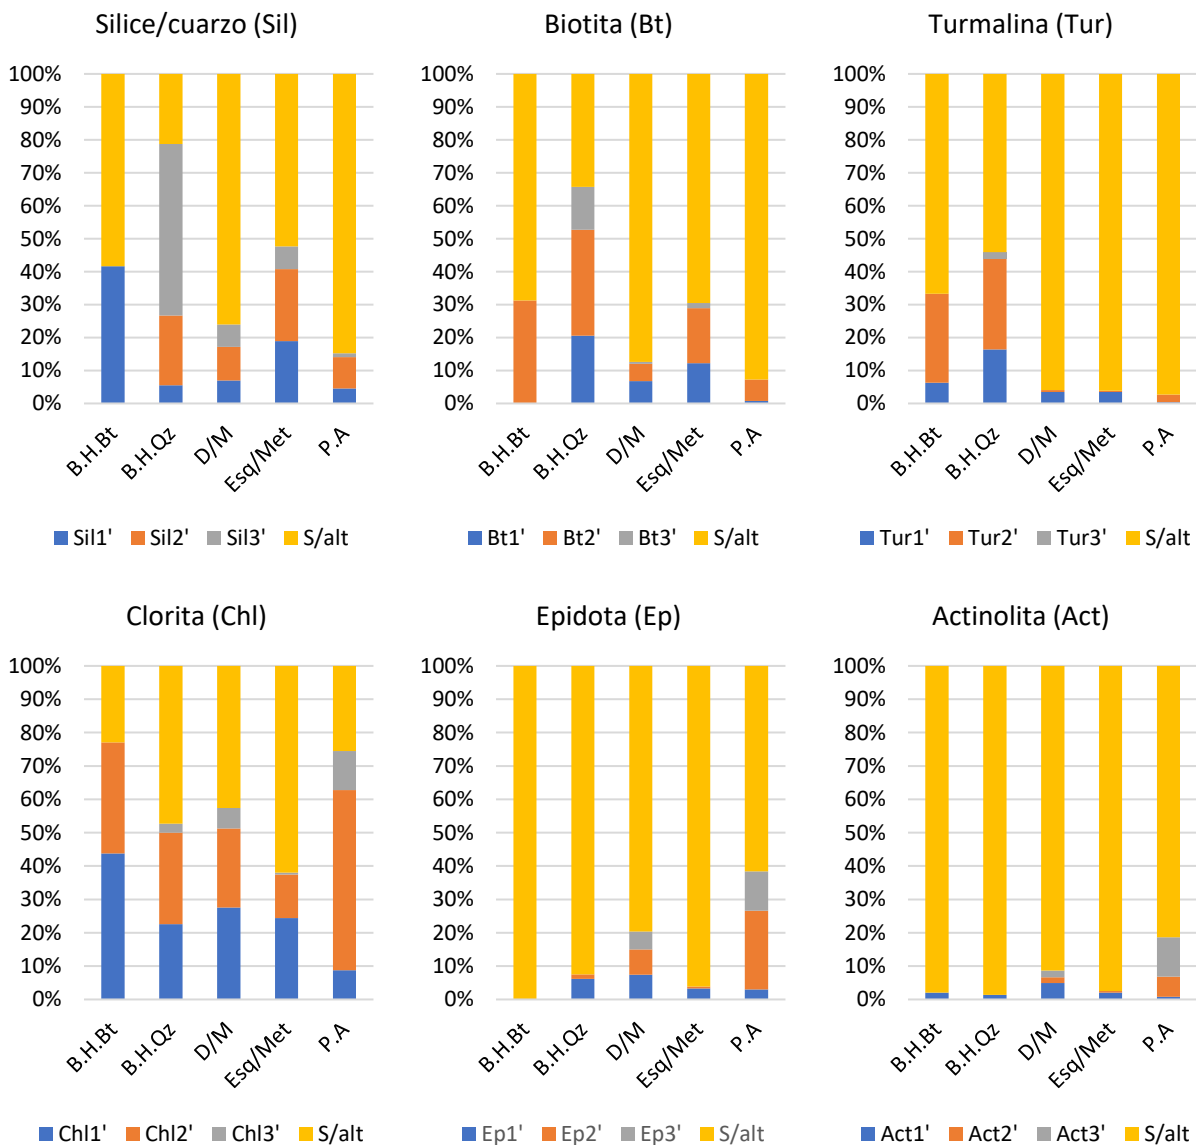 Silice/cuarzo (Sil)
100%
90%
80%
70%
60%
50%
40%
30%
20%
10%
0%
B.H.Bt
B.H.Qz
D/M
Esq/Met
P.A
Sil1' Sil2' Sil3' S/alt
Biotita (Bt)
100%
90%
80%
70%
60%
50%
40%
30%
20%
10%
0%
B.H.Bt
B.H.Qz
D/M
Esq/Met
P.A
Bt1' Bt2' Bt3' S/alt
Turmalina (Tur)
100%
90%
80%
70%
60%
50%
40%
30%
20%
10%
0%
B.H.Bt
B.H.Qz
D/M
Esq/Met
P.A
Tur1' Tur2' Tur3' S/alt
Clorita (Chl)
100%
90%
80%
70%
60%
50%
40%
30%
20%
10%
0%
B.H.Bt
B.H.Qz
D/M
Esq/Met
P.A
Chl1' Chl2' Chl3' S/alt
Epidota (Ep)
100%
90%
80%
70%
60%
50%
40%
30%
20%
10%
0%
B.H.Bt
B.H.Qz
D/M
Esq/Met
P.A
Ep1' Ep2' Ep3' S/alt
Actinolita (Act)
100%
90%
80%
70%
60%
50%
40%
30%
20%
10%
0%
B.H.Bt
B.H.Qz
D/M
Esq/Met
P.A
Act1' Act2' Act3' S/alt